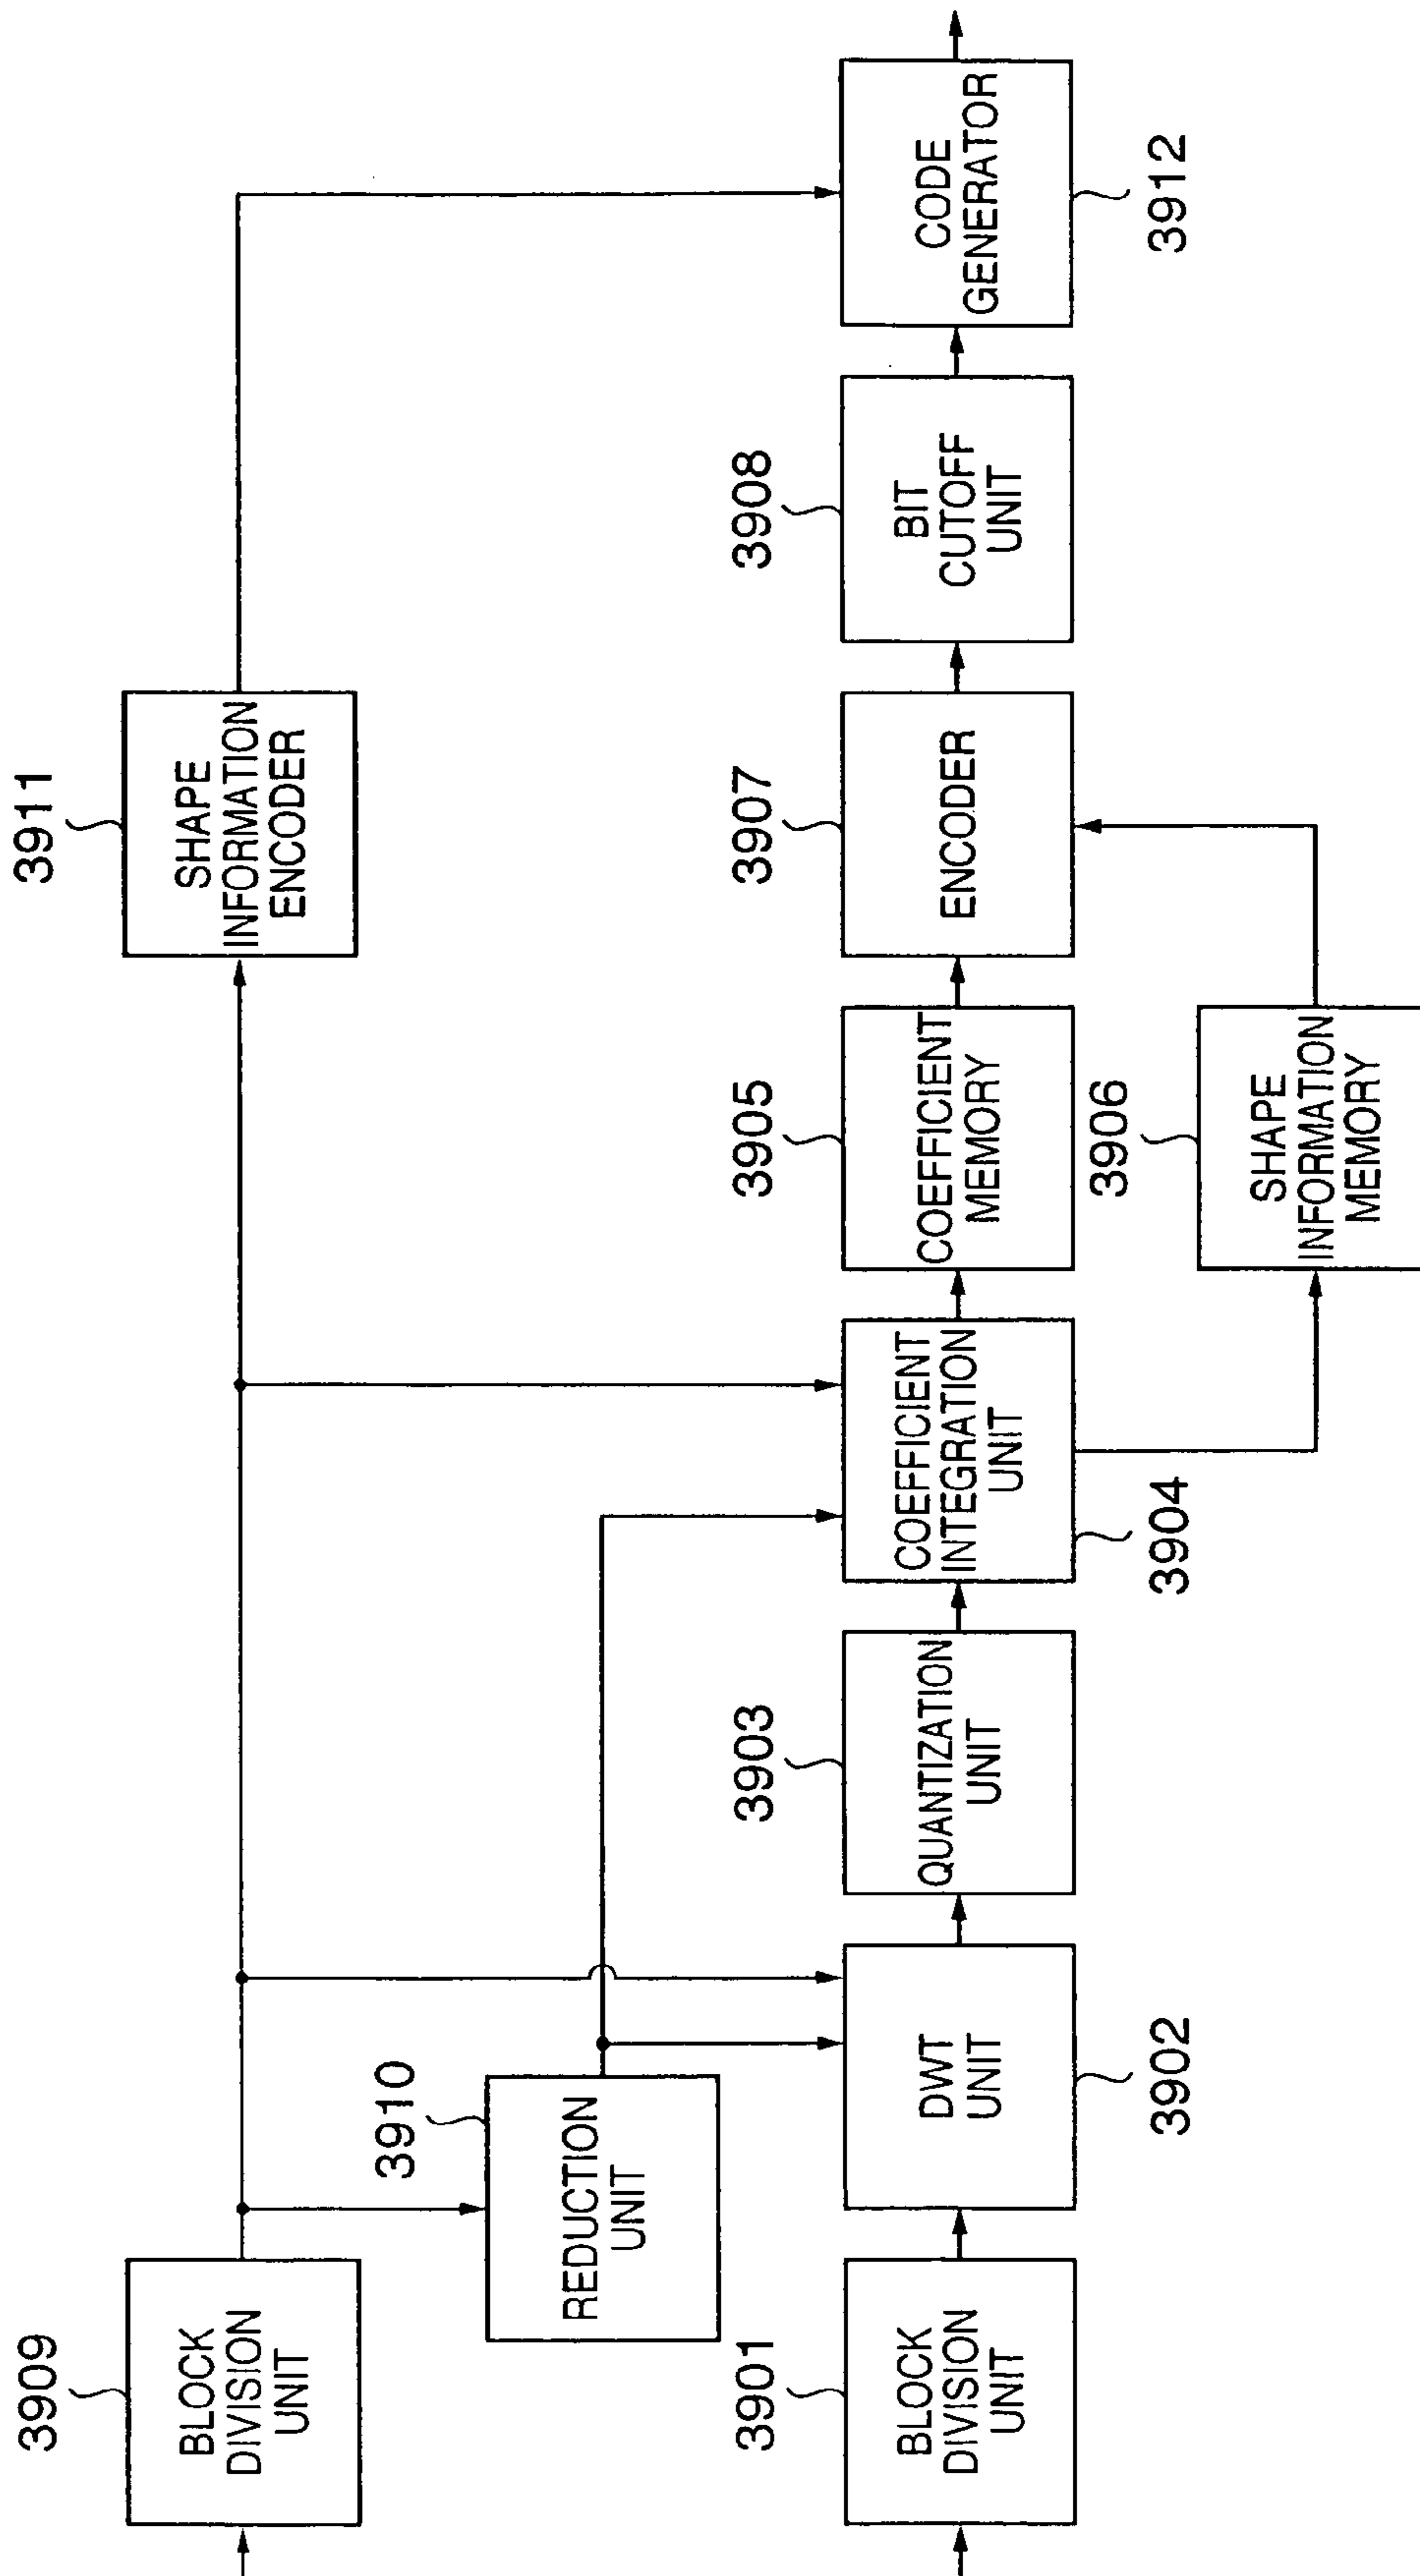 3909
BLOCK
DIVISION
UNIT
3910
REDUCTION
UNIT
3911
SHAPE
INFORMATION
ENCODER
3901
BLOCK
DIVISION
UNIT
DWT
UNIT
3902
3903
QUANTIZATION
UNIT
COEFFICIENT
INTEGRATION
UNIT
3904
3905
COEFFICIENT
MEMORY
3906
SHAPE
INFORMATION
MEMORY
3907
ENCODER
3908
BIT
CUTOFF
UNIT
CODE
GENERATOR
3912